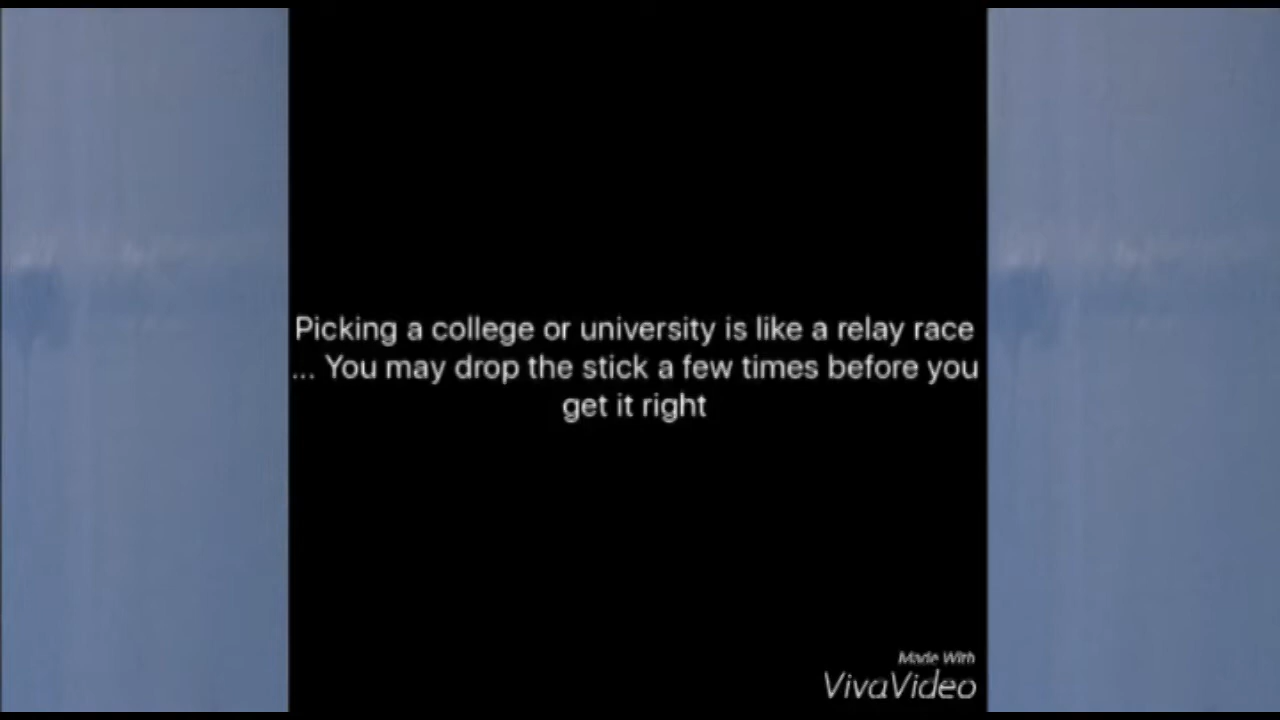 Picking a college or university is like a relay race
... You may drop the stick a few times before you
get it right
Made With
VivaVideo